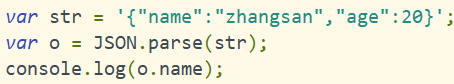 var str = '{"name":"zhangsan","age":20}';
var o = JSON.parse(str);
console.log(o.name);